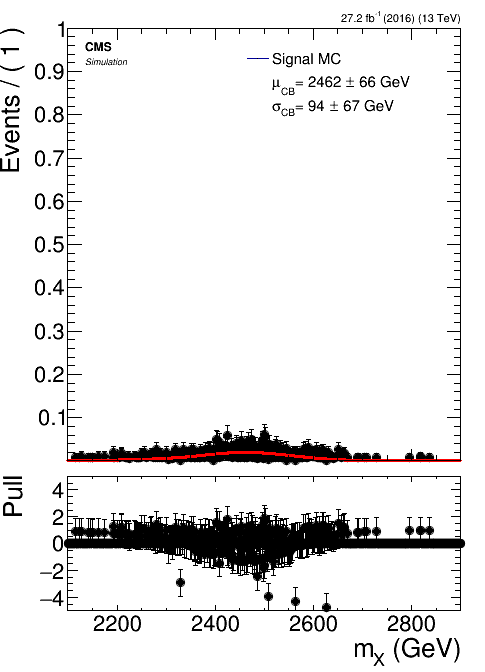 27.2 fb⁻¹ (2016) (13 TeV)
CMS
Simulation
Signal MC
μ_CB = 2462 ± 66 GeV
σ_CB = 94 ± 67 GeV
Events / ( 1 )
1
0.9
0.8
0.7
0.6
0.5
0.4
0.3
0.2
0.1
Pull
4
2
0
−2
−4
2200 2400 2600 2800
m_X (GeV)